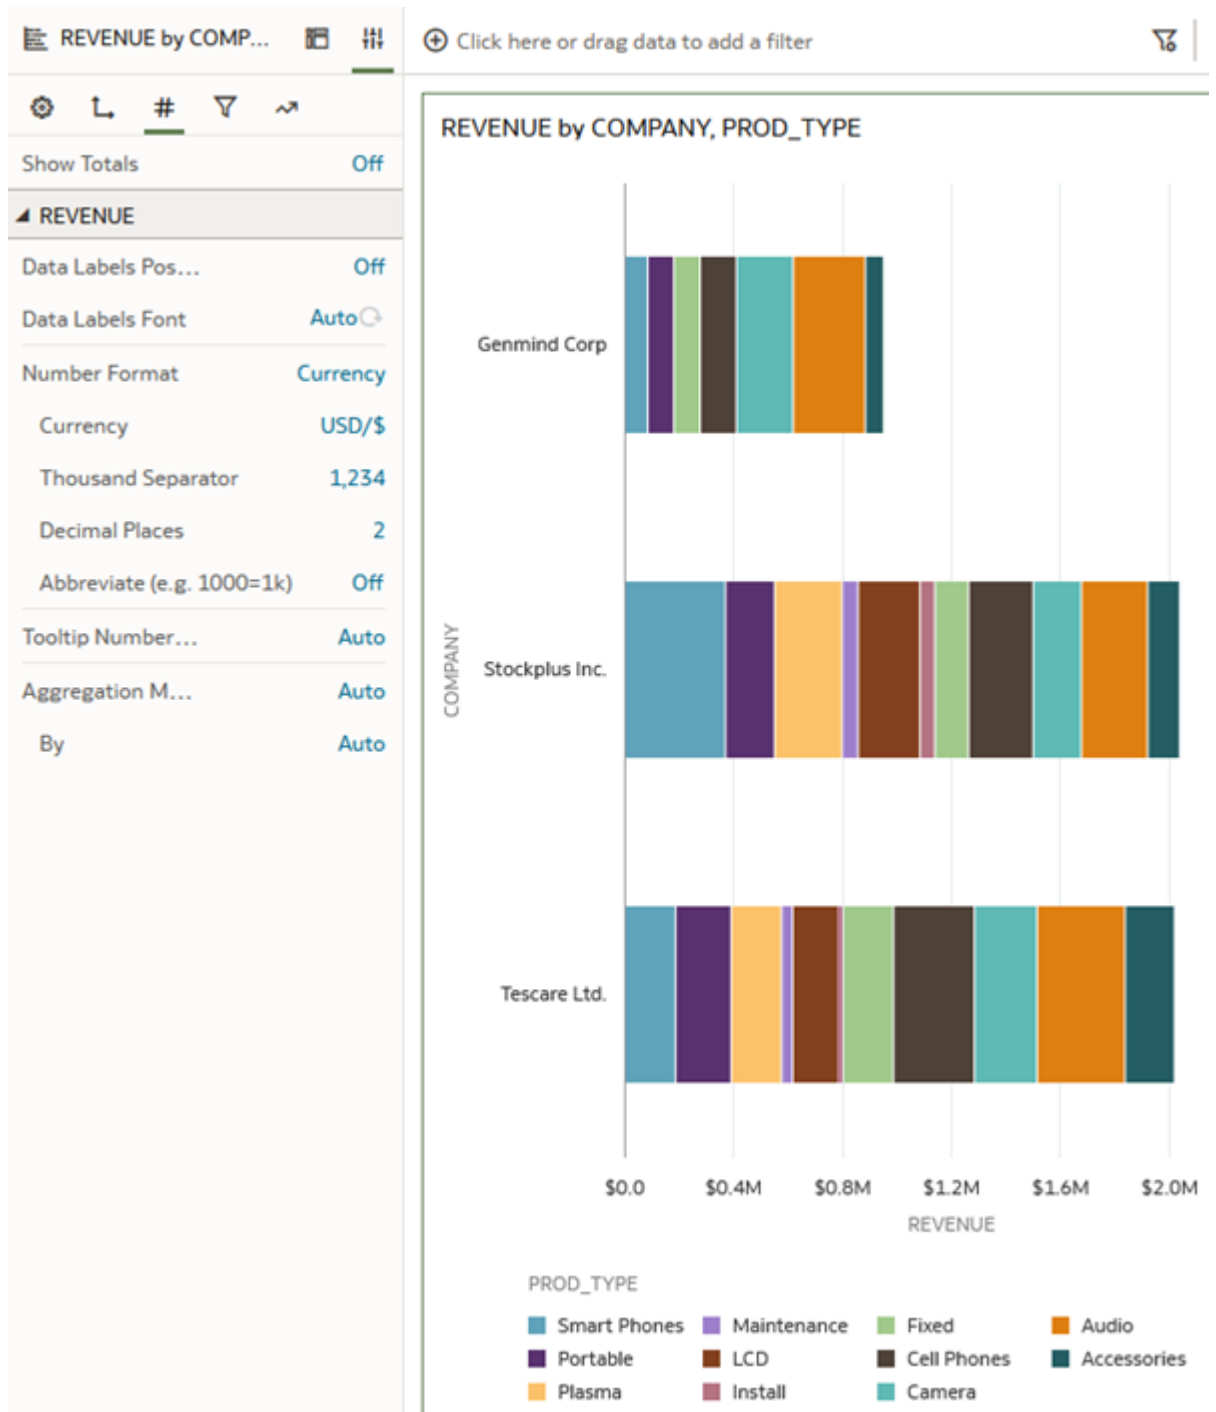 REVENUE by COMP...
Click here or drag data to add a filter
#
Show Totals Off
REVENUE
Data Labels Pos... Off
Data Labels Font Auto
Number Format Currency
Currency USD/$
Thousand Separator 1,234
Decimal Places 2
Abbreviate (e.g. 1000=1k) Off
Tooltip Number... Auto
Aggregation M... Auto
By Auto
REVENUE by COMPANY, PROD_TYPE
COMPANY
Genmind Corp
Stockplus Inc.
Tescare Ltd.
$0.0 $0.4M $0.8M $1.2M $1.6M $2.0M
REVENUE
PROD_TYPE
Smart Phones Maintenance Fixed Audio
Portable LCD Cell Phones Accessories
Plasma Install Camera